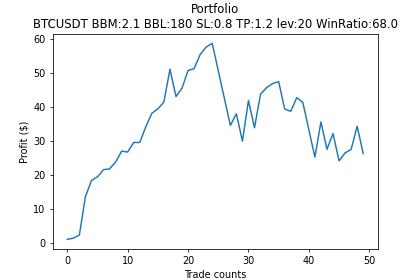 Portfolio
BTCUSDT BBM:2.1 BBL:180 SL:0.8 TP:1.2 lev:20 WinRatio:68.0
60
50
40
30
20
10
0
Profit ($)
0 10 20 30 40 50
Trade counts